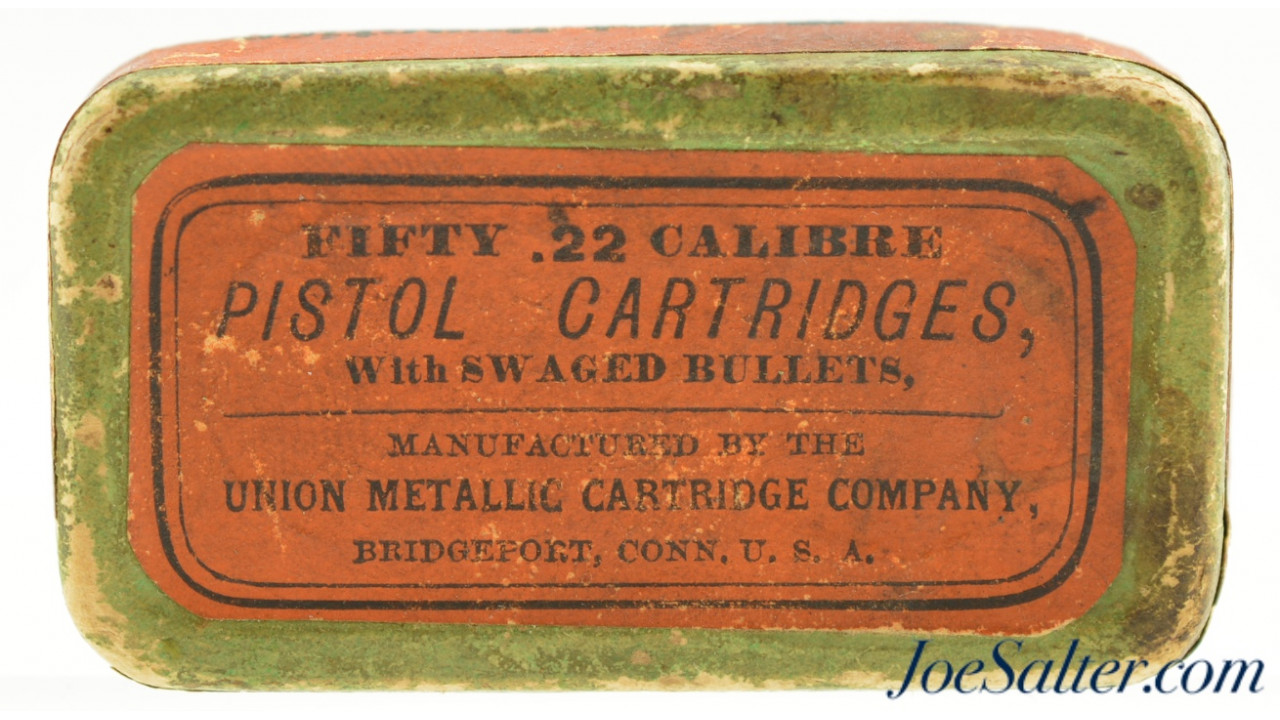 FIFTY .22 CALIBRE
PISTOL CARTRIDGES,
With SWAGED BULLETS,
MANUFACTURED BY THE
UNION METALLIC CARTRIDGE COMPANY,
BRIDGEPORT, CONN. U. S. A.
JoeSalter.com